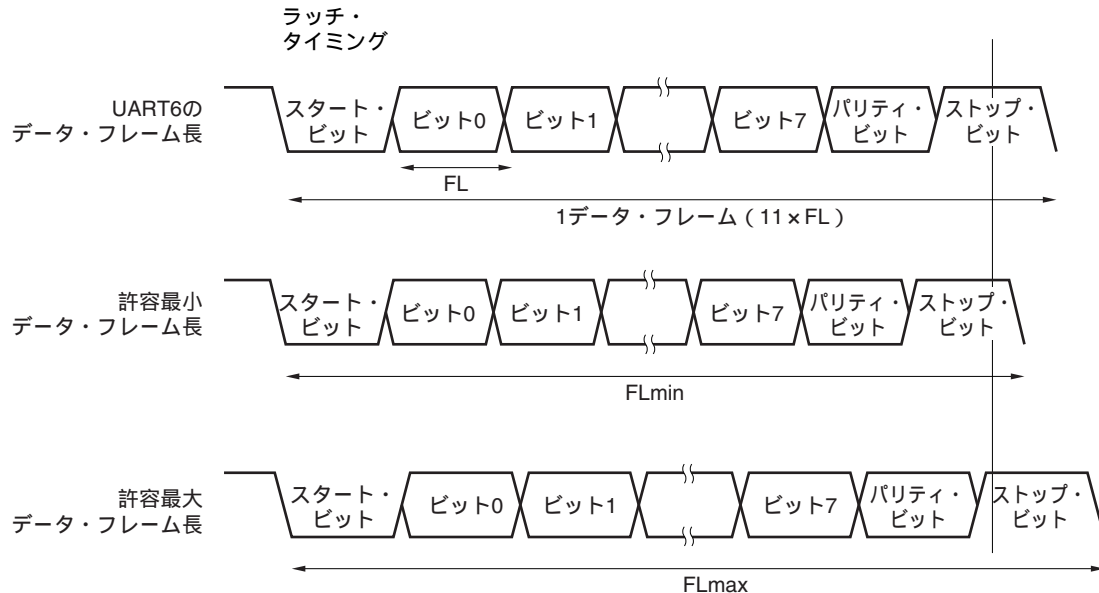 ラッチ・
タイミング
UART6の
データ・フレーム長
スタート・
ビット
ビット0
ビット1
ビット7
パリティ・
ビット
ストップ・
ビット
FL
1データ・フレーム（11×FL）
許容最小
データ・フレーム長
スタート・
ビット
ビット0
ビット1
ビット7
パリティ・
ビット
ストップ・
ビット
FLmin
許容最大
データ・フレーム長
スタート・
ビット
ビット0
ビット1
ビット7
パリティ・
ビット
ストップ・
ビット
FLmax